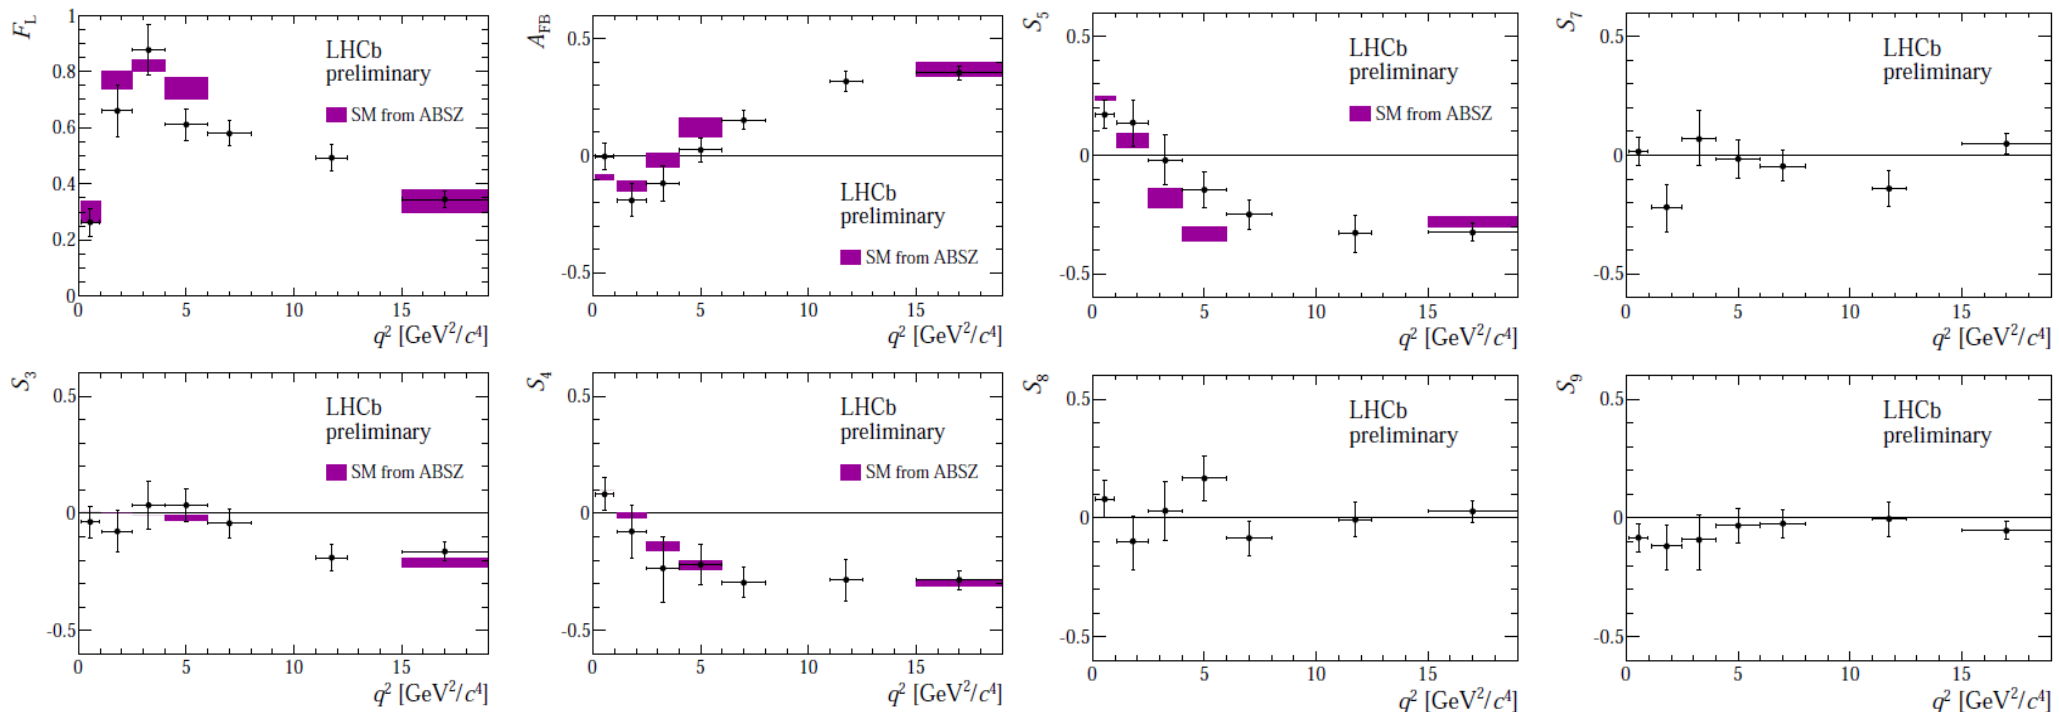 F_L
1
0.8
0.6
0.4
0.2
0
LHCb
preliminary
SM from ABSZ
0 5 10 15
q² [GeV²/c⁴]
A_FB
0.5
0
-0.5
LHCb
preliminary
SM from ABSZ
0 5 10 15
q² [GeV²/c⁴]
S_5
0.5
0
-0.5
LHCb
preliminary
SM from ABSZ
0 5 10 15
q² [GeV²/c⁴]
S_7
0.5
0
-0.5
LHCb
preliminary
0 5 10 15
q² [GeV²/c⁴]
S_3
0.5
0
-0.5
LHCb
preliminary
SM from ABSZ
0 5 10 15
q² [GeV²/c⁴]
S_4
0.5
0
-0.5
LHCb
preliminary
SM from ABSZ
0 5 10 15
q² [GeV²/c⁴]
S_8
0.5
0
-0.5
LHCb
preliminary
0 5 10 15
q² [GeV²/c⁴]
S_9
0.5
0
-0.5
LHCb
preliminary
0 5 10 15
q² [GeV²/c⁴]